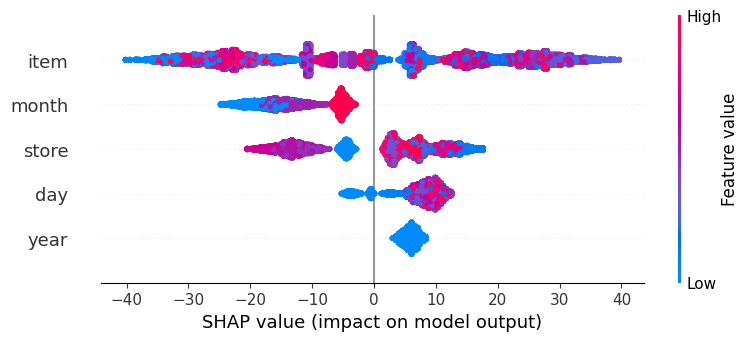 High
item
month
store
day
year
Feature value
Low
−40 −30 −20 −10 0 10 20 30 40
SHAP value (impact on model output)